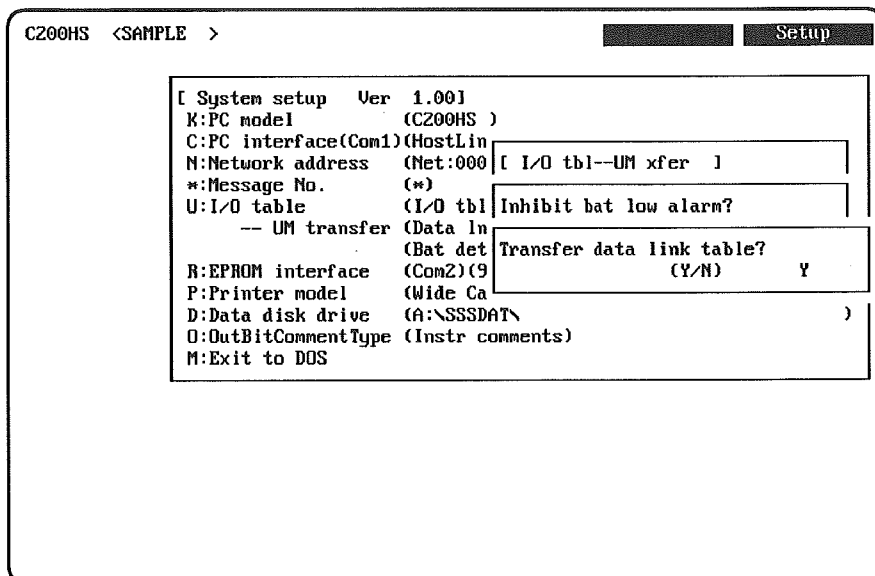 C200HS <SAMPLE >
Setup
[ System setup Ver 1.00]
K:PC model (C200HS )
C:PC interface(Com1)(HostLin
N:Network address (Net:000
*:Message No. (*)
U:I/O table (I/O tbl
-- UM transfer (Data ln
(Bat det
R:EPROM interface (Com2)(9
P:Printer model (Wide Ca
D:Data disk drive (A:\SSSDAT\ )
O:OutBitCommentType (Instr comments)
M:Exit to DOS
[ I/O tbl--UM xfer ]
Inhibit bat low alarm?
Transfer data link table?
(Y/N) Y